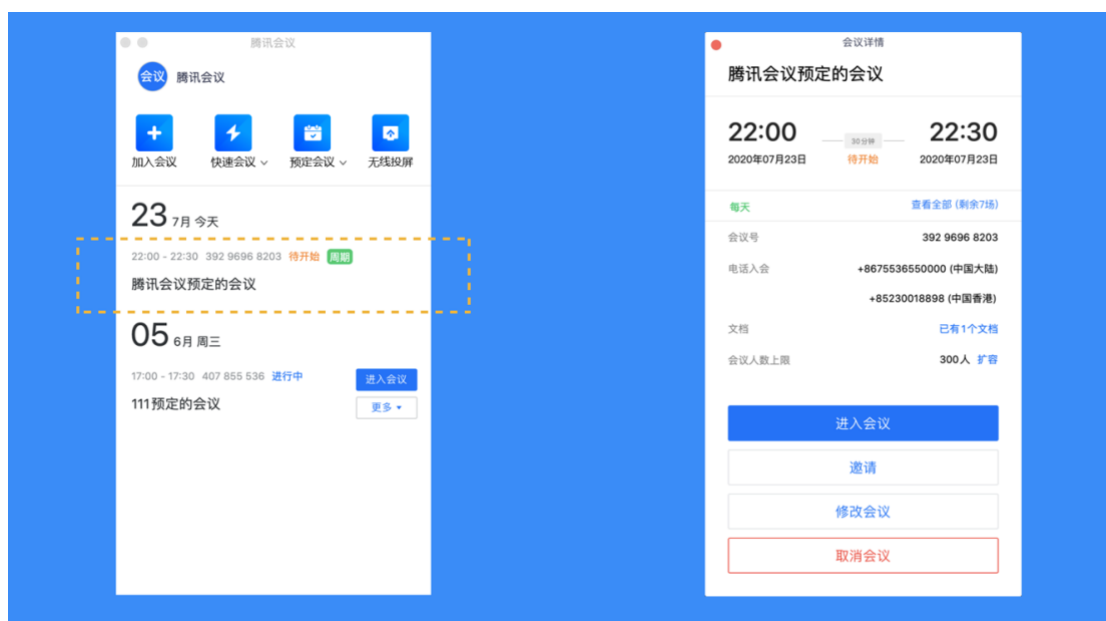 腾讯会议
会议 腾讯会议
加入会议 快速会议 预定会议 无线投屏
23 7月 今天
22:00 - 22:30 392 9696 8203 待开始 周期
腾讯会议预定的会议
05 6月 周三
17:00 - 17:30 407 855 536 进行中 进入会议
111预定的会议 更多
会议详情
腾讯会议预定的会议
22:00 30分钟 22:30
2020年07月23日 待开始 2020年07月23日
每天 查看全部 (剩余7场)
会议号 392 9696 8203
电话入会 +8675536550000 (中国大陆)
+85230018898 (中国香港)
文档 已有1个文档
会议人数上限 300人 扩容
进入会议
邀请
修改会议
取消会议